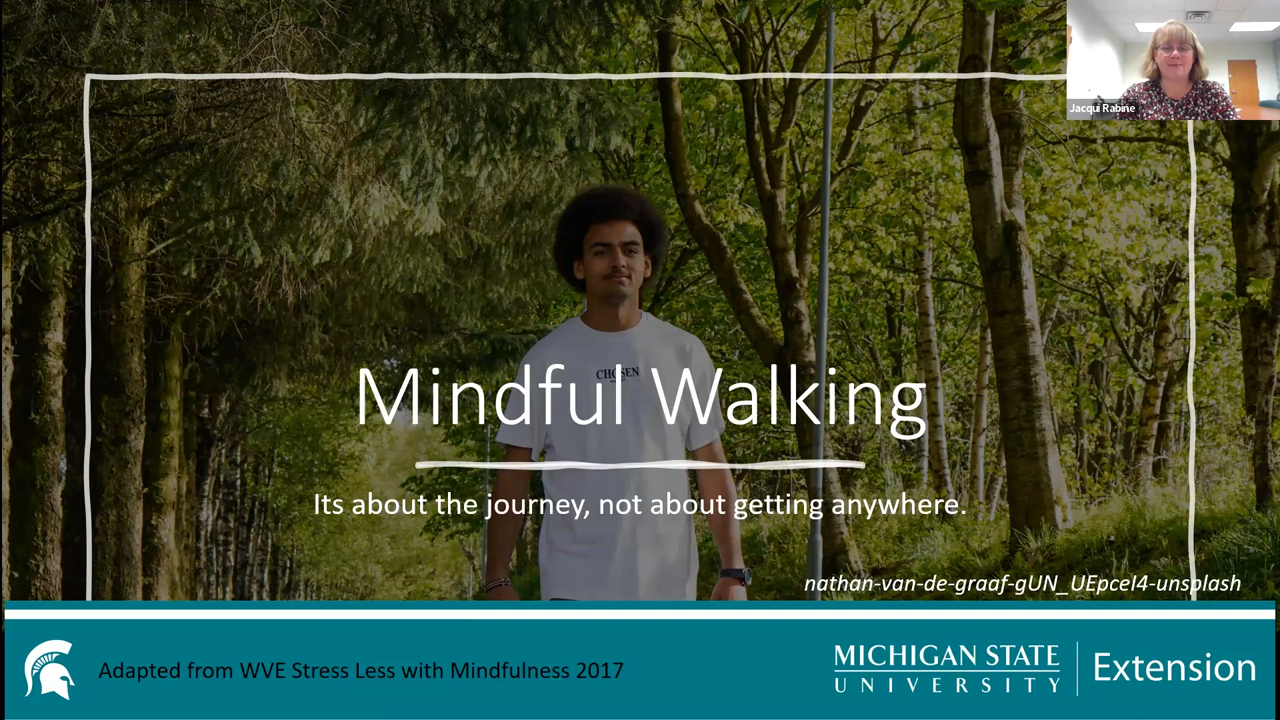 Jacqui Rabine
CHOSEN
Mindful Walking
Its about the journey, not about getting anywhere.
nathan-van-de-graaf-gUN_UEpceI4-unsplash
Adapted from WVE Stress Less with Mindfulness 2017
MICHIGAN STATE
UNIVERSITY
Extension